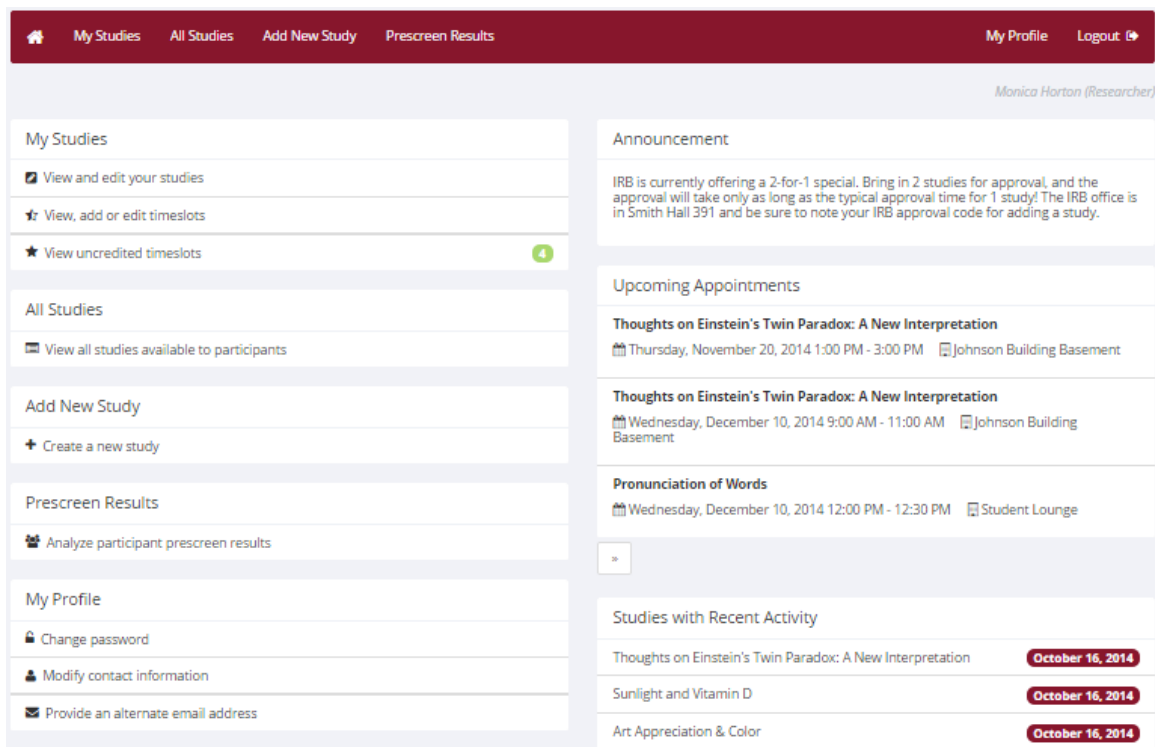 My Studies All Studies Add New Study Prescreen Results My Profile Logout
Monica Horton (Researcher)
My Studies
View and edit your studies
View, add or edit timeslots
View uncredited timeslots 4
All Studies
View all studies available to participants
Add New Study
Create a new study
Prescreen Results
Analyze participant prescreen results
My Profile
Change password
Modify contact information
Provide an alternate email address
Announcement
IRB is currently offering a 2-for-1 special. Bring in 2 studies for approval, and the
approval will take only as long as the typical approval time for 1 study! The IRB office is
in Smith Hall 391 and be sure to note your IRB approval code for adding a study.
Upcoming Appointments
Thoughts on Einstein's Twin Paradox: A New Interpretation
Thursday, November 20, 2014 1:00 PM - 3:00 PM Johnson Building Basement
Thoughts on Einstein's Twin Paradox: A New Interpretation
Wednesday, December 10, 2014 9:00 AM - 11:00 AM Johnson Building
Basement
Pronunciation of Words
Wednesday, December 10, 2014 12:00 PM - 12:30 PM Student Lounge
»
Studies with Recent Activity
Thoughts on Einstein's Twin Paradox: A New Interpretation October 16, 2014
Sunlight and Vitamin D October 16, 2014
Art Appreciation & Color October 16, 2014